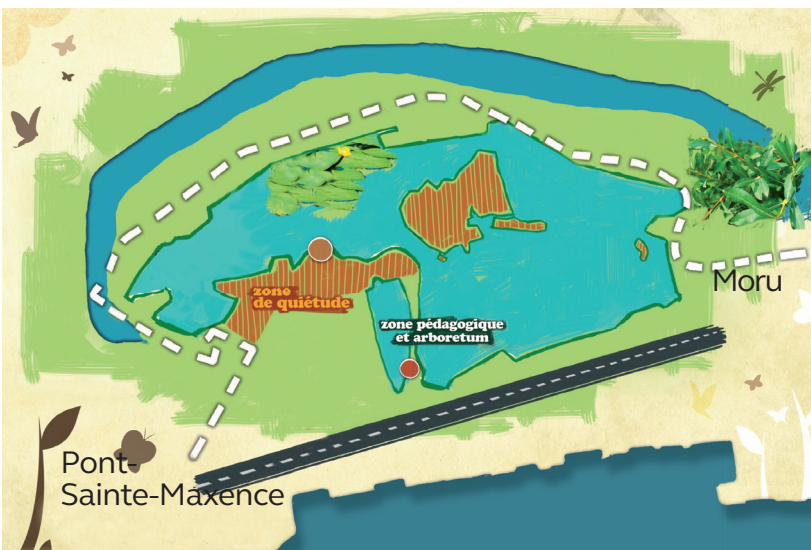 zone
de quiétude
zone pédagogique
et arboretum
Moru
Pont-
Sainte-Maxence